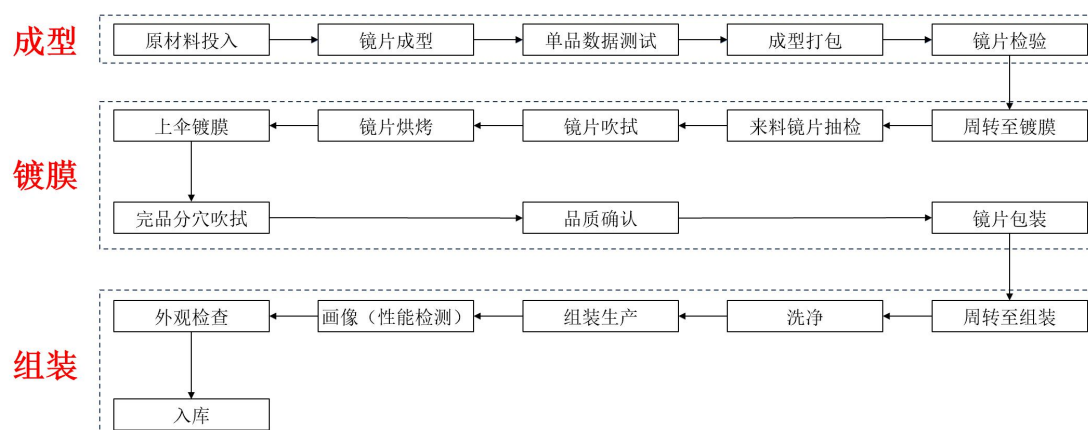 成型
原材料投入
镜片成型
单品数据测试
成型打包
镜片检验
镀膜
上伞镀膜
镜片烘烤
镜片吹拭
来料镜片抽检
周转至镀膜
完品分穴吹拭
品质确认
镜片包装
组装
外观检查
画像（性能检测）
组装生产
洗净
周转至组装
入库